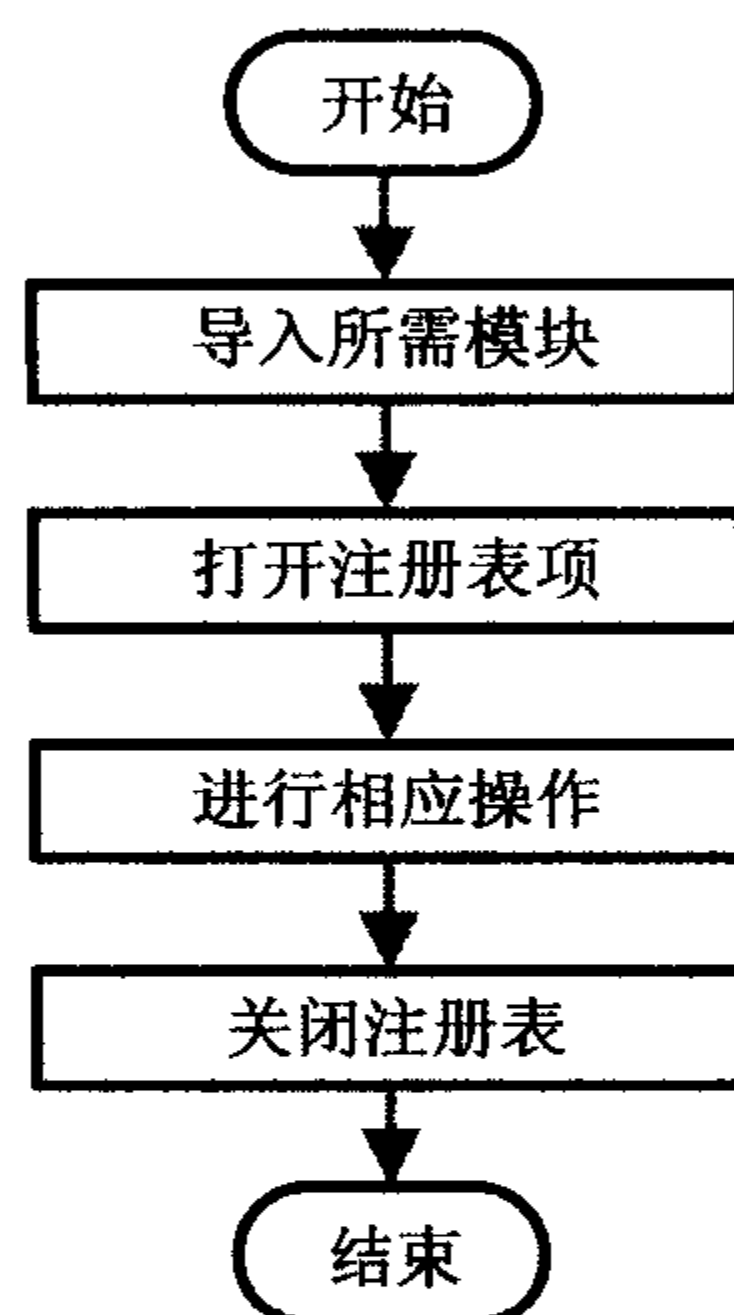 开始
导入所需模块
打开注册表项
进行相应操作
关闭注册表
结束